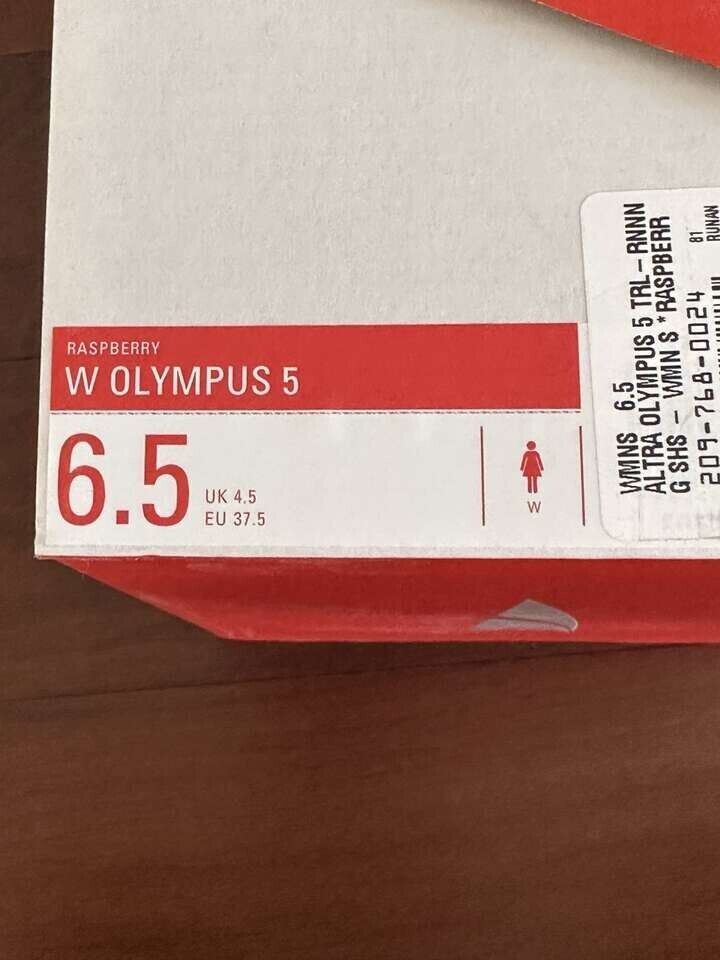 RASPBERRY
W OLYMPUS 5
6.5
UK 4.5
EU 37.5
W
WMNS 6.5
ALTRA OLYMPUS 5 TRL-RNNN
G SHS - WMN S *RASPBERR
209-768-0024
81
RUNAN